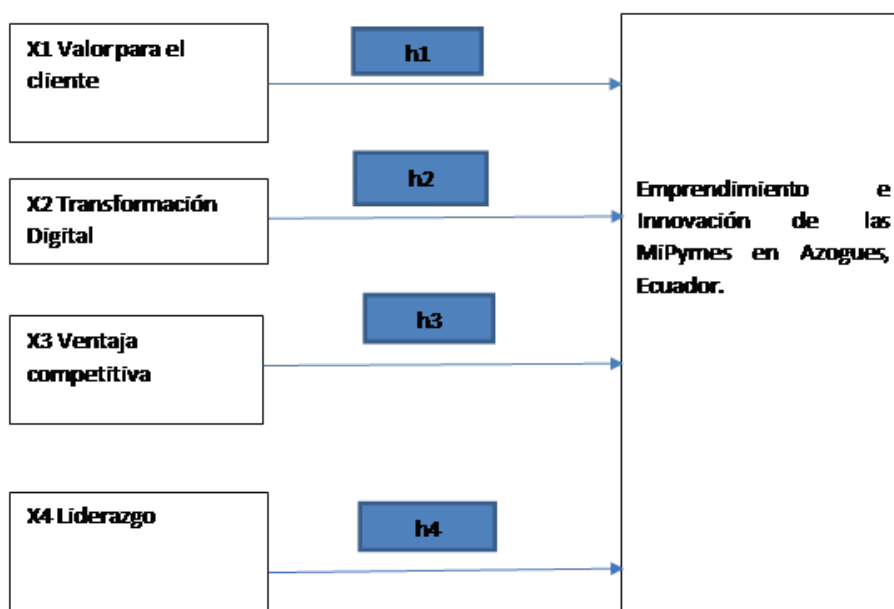 X1 Valor para el
cliente
h1
X2 Transformación
Digital
h2
X3 Ventaja
competitiva
h3
X4 Liderazgo
h4
Emprendimiento e
Innovación de las
MiPymes en Azogues,
Ecuador.